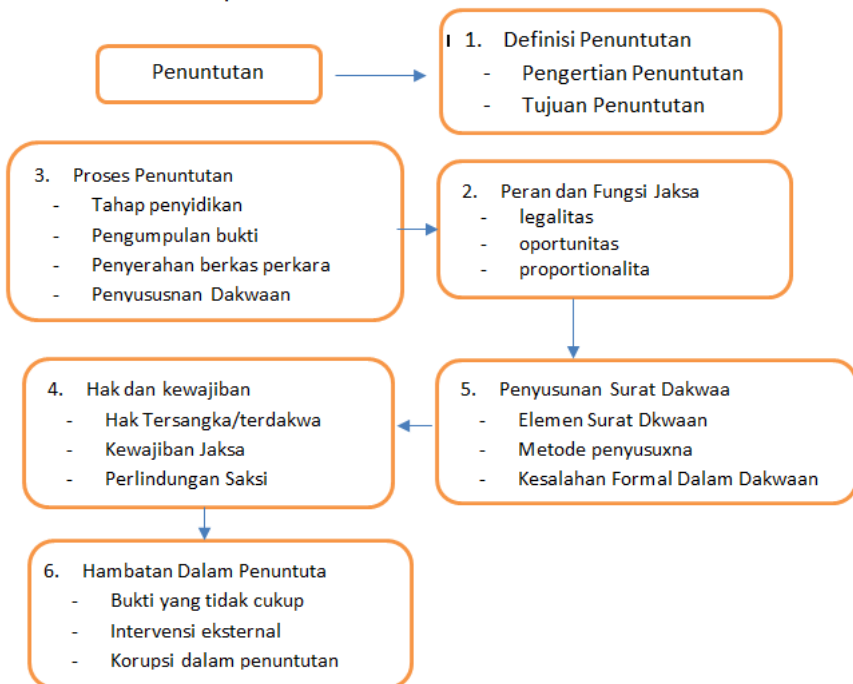 Penuntutan
1. Definisi Penuntutan
- Pengertian Penuntutan
- Tujuan Penuntutan
3. Proses Penuntutan
- Tahap penyidikan
- Pengumpulan bukti
- Penyerahan berkas perkara
- Penyususnan Dakwaan
2. Peran dan Fungsi Jaksa
- legalitas
- oportunitas
- proportionalita
4. Hak dan kewajiban
- Hak Tersangka/terdakwa
- Kewajiban Jaksa
- Perlindungan Saksi
5. Penyusunan Surat Dakwaa
- Elemen Surat Dkwaan
- Metode penyusuxna
- Kesalahan Formal Dalam Dakwaan
6. Hambatan Dalam Penuntuta
- Bukti yang tidak cukup
- Intervensi eksternal
- Korupsi dalam penuntutan